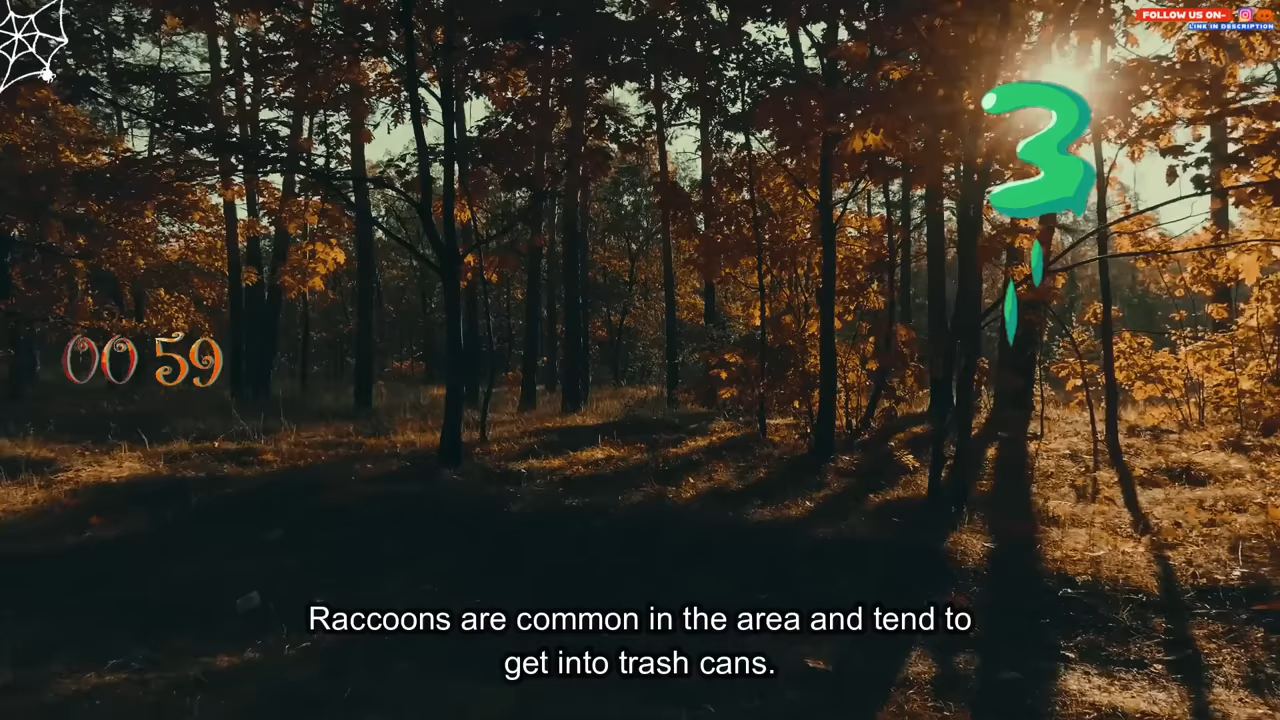 FOLLOW US ON-
LINK IN DESCRIPTION
3
00 59
Raccoons are common in the area and tend to
get into trash cans.